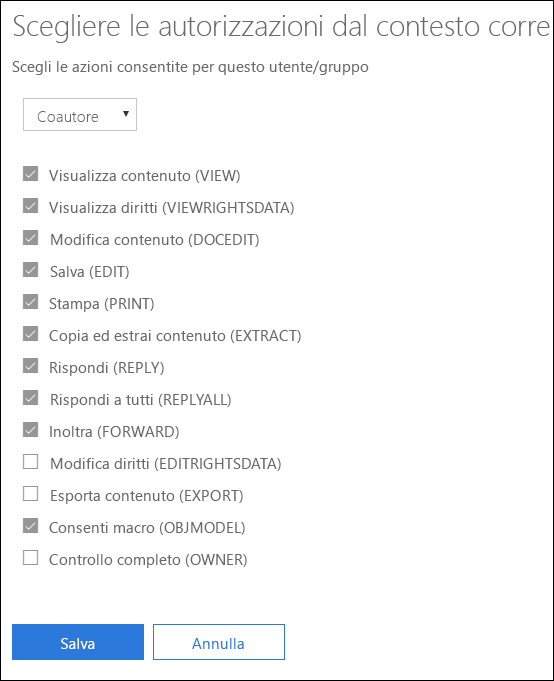 Scegliere le autorizzazioni dal contesto corre
Scegli le azioni consentite per questo utente/gruppo
Coautore
Visualizza contenuto (VIEW)
Visualizza diritti (VIEWRIGHTSDATA)
Modifica contenuto (DOCEDIT)
Salva (EDIT)
Stampa (PRINT)
Copia ed estrai contenuto (EXTRACT)
Rispondi (REPLY)
Rispondi a tutti (REPLYALL)
Inoltra (FORWARD)
Modifica diritti (EDITRIGHTSDATA)
Esporta contenuto (EXPORT)
Consenti macro (OBJMODEL)
Controllo completo (OWNER)
Salva Annulla